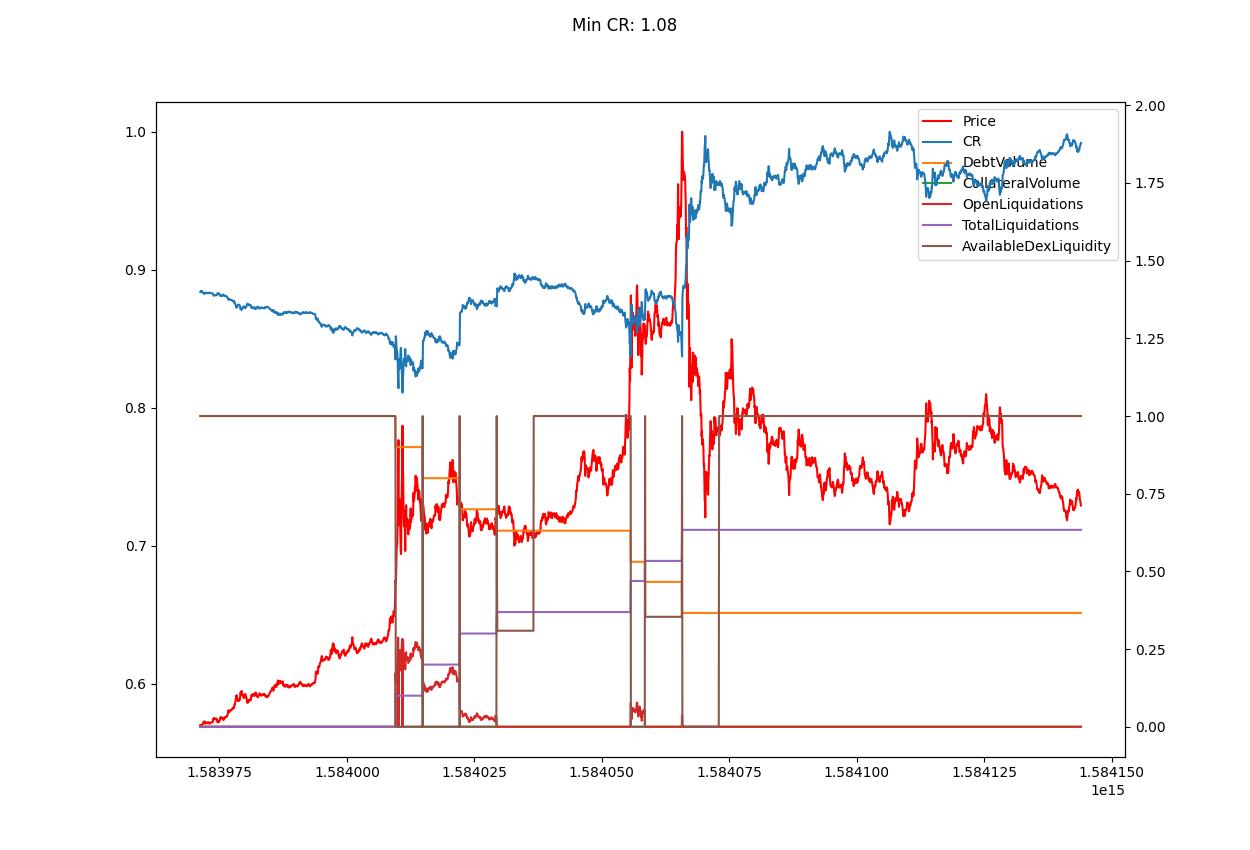 Min CR: 1.08
1.0
0.9
0.8
0.7
0.6
2.00
1.75
1.50
1.25
1.00
0.75
0.50
0.25
0.00
Price
CR
DebtVolume
CollateralVolume
OpenLiquidations
TotalLiquidations
AvailableDexLiquidity
1.583975 1.584000 1.584025 1.584050 1.584075 1.584100 1.584125 1.584150
1e15